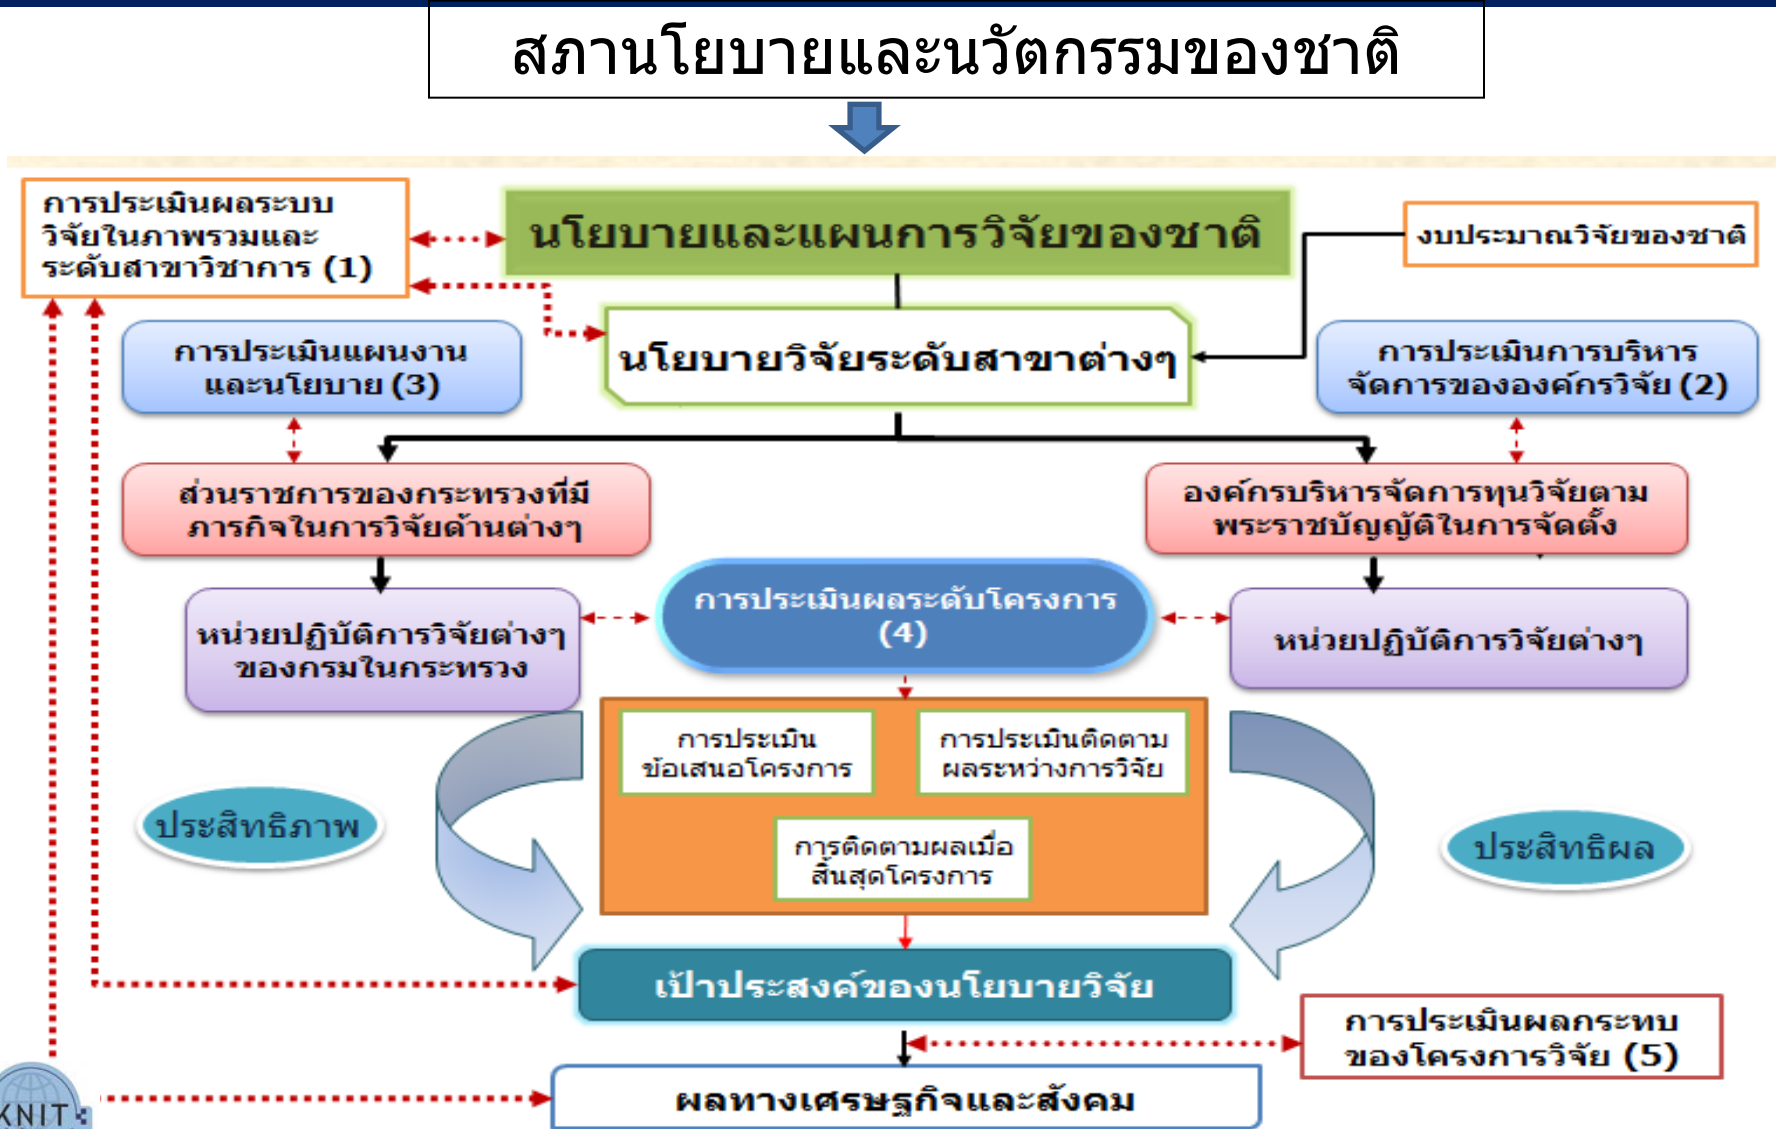 สภานโยบายและนวัตกรรมของชาติ
การประเมินผลระบบ
วิจัยในภาพรวมและ
ระดับสาขาวิชาการ (1)
นโยบายและแผนการวิจัยของชาติ
งบประมาณวิจัยของชาติ
การประเมินแผนงาน
และนโยบาย (3)
นโยบายวิจัยระดับสาขาต่างๆ
การประเมินการบริหาร
จัดการขององค์กรวิจัย (2)
ส่วนราชการของกระทรวงที่มี
ภารกิจในการวิจัยด้านต่างๆ
องค์กรบริหารจัดการทุนวิจัยตาม
พระราชบัญญัติในการจัดตั้ง
หน่วยปฏิบัติการวิจัยต่างๆ
ของกรมในกระทรวง
การประเมินผลระดับโครงการ
(4)
หน่วยปฏิบัติการวิจัยต่างๆ
การประเมิน
ข้อเสนอโครงการ
การประเมินติดตาม
ผลระหว่างการวิจัย
การติดตามผลเมื่อ
สิ้นสุดโครงการ
ประสิทธิภาพ
ประสิทธิผล
เป้าประสงค์ของนโยบายวิจัย
การประเมินผลกระทบ
ของโครงการวิจัย (5)
ผลทางเศรษฐกิจและสังคม
KNIT